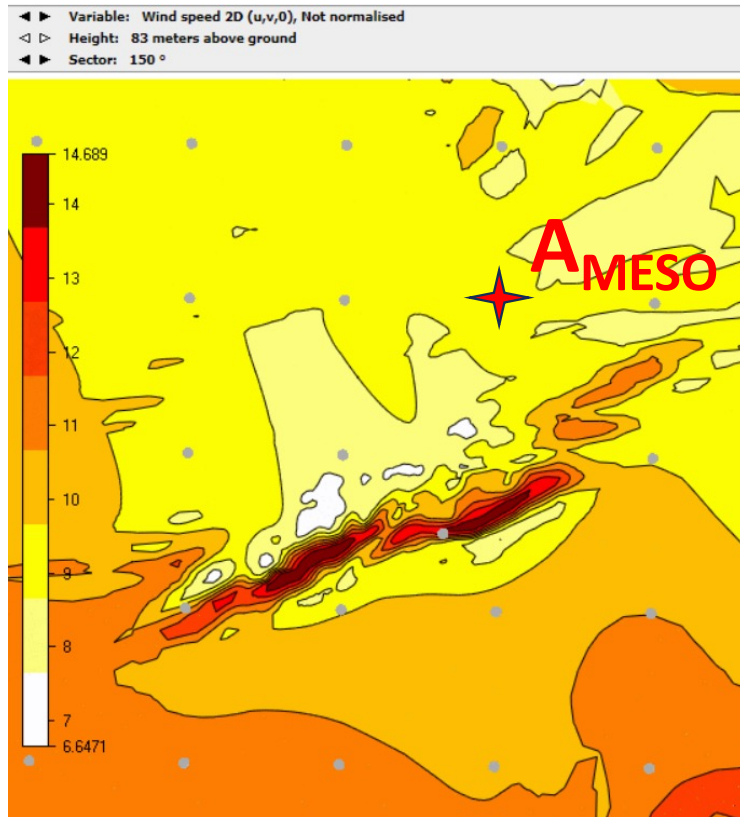 Variable: Wind speed 2D (u,v,0), Not normalised
Height: 83 meters above ground
Sector: 150 °
14.689
14
13
12
11
10
9
8
7
6.6471
AMESO